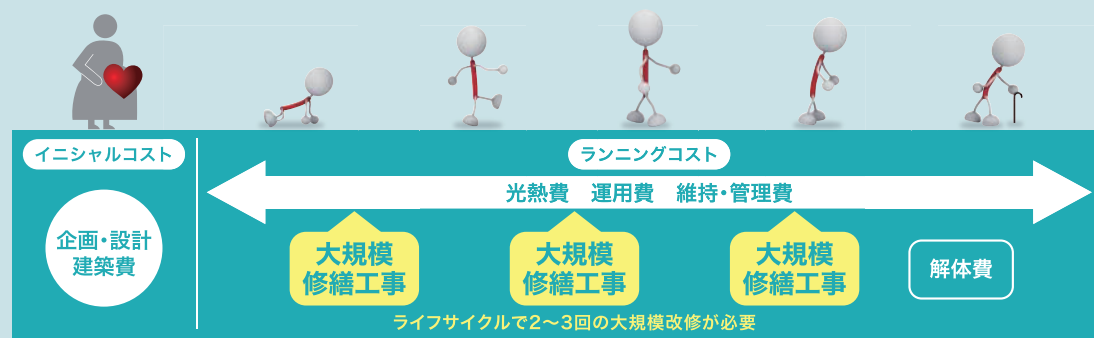 イニシャルコスト
企画・設計
建築費
ランニングコスト
光熱費　運用費　維持・管理費
大規模
修繕工事
大規模
修繕工事
大規模
修繕工事
解体費
ライフサイクルで2〜3回の大規模改修が必要